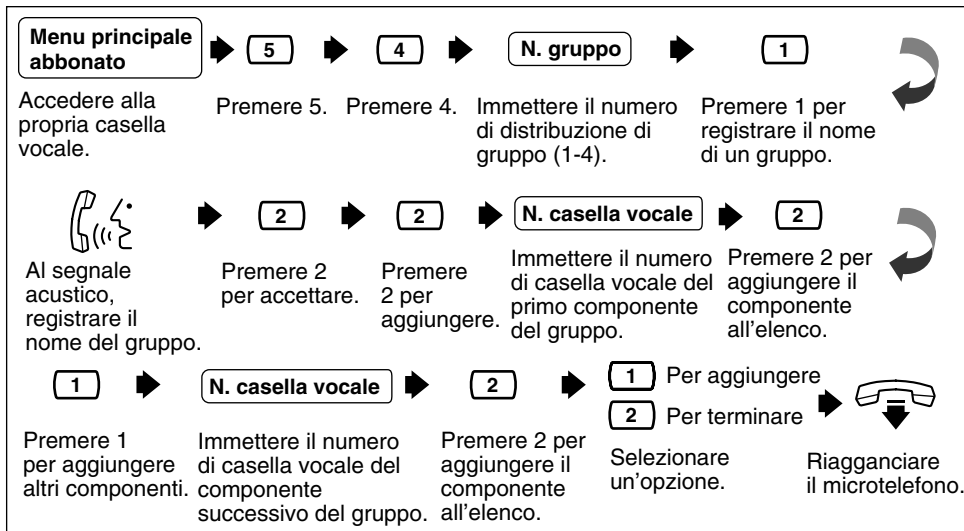 Menu principale
abbonato
5
4
N. gruppo
1
Accedere alla
propria casella
vocale.
Premere 5.
Premere 4.
Immettere il numero
di distribuzione di
gruppo (1-4).
Premere 1 per
registrare il nome
di un gruppo.
2
2
N. casella vocale
2
Al segnale
acustico,
registrare il
nome del gruppo.
Premere 2
per accettare.
Premere
2 per
aggiungere.
Immettere il numero
di casella vocale del
primo componente
del gruppo.
Premere 2 per
aggiungere il
componente
all'elenco.
1
N. casella vocale
2
1 Per aggiungere
2 Per terminare
Premere 1
per aggiungere
altri componenti.
Immettere il numero
di casella vocale del
componente
successivo del gruppo.
Premere 2 per
aggiungere il
componente
all'elenco.
Selezionare
un'opzione.
Riagganciare
il microtelefono.